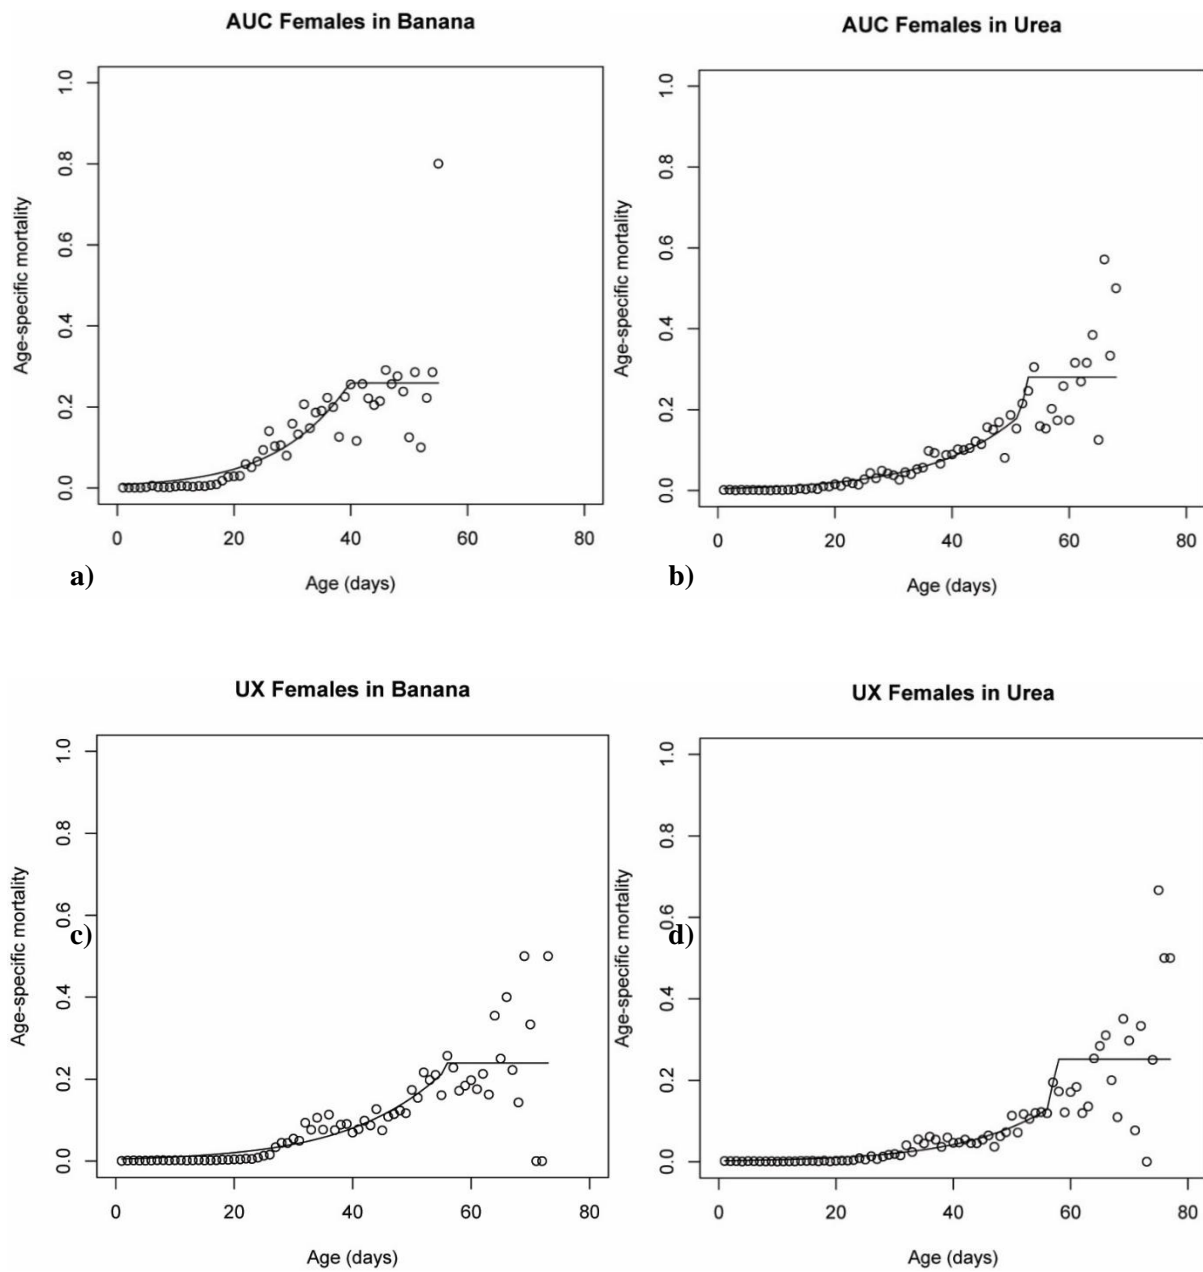 AUC Females in Banana
Age-specific mortality
1.0
0.8
0.6
0.4
0.2
0.0
0 20 40 60 80
Age (days)
a)
AUC Females in Urea
Age-specific mortality
1.0
0.8
0.6
0.4
0.2
0.0
0 20 40 60 80
Age (days)
b)
UX Females in Banana
Age-specific mortality
1.0
0.8
0.6
0.4
0.2
0.0
0 20 40 60 80
Age (days)
c)
UX Females in Urea
Age-specific mortality
1.0
0.8
0.6
0.4
0.2
0.0
0 20 40 60 80
Age (days)
d)